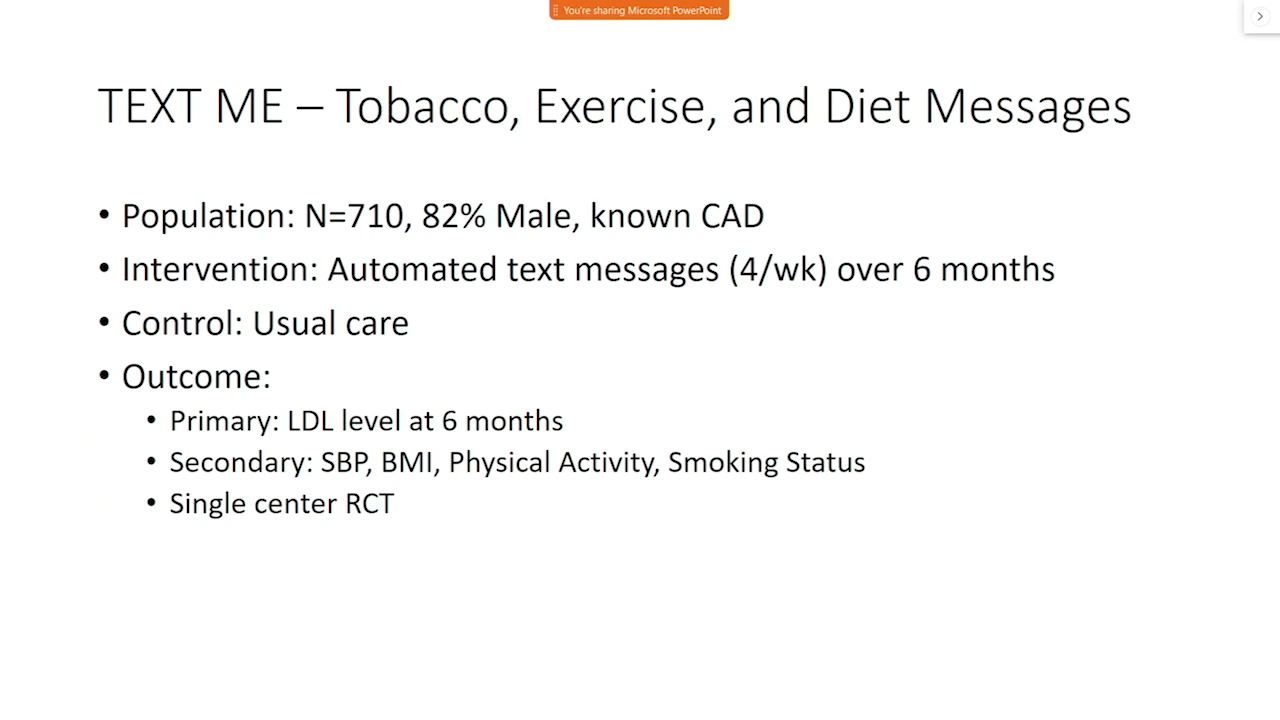 You're sharing Microsoft PowerPoint
TEXT ME – Tobacco, Exercise, and Diet Messages
• Population: N=710, 82% Male, known CAD
• Intervention: Automated text messages (4/wk) over 6 months
• Control: Usual care
• Outcome:
• Primary: LDL level at 6 months
• Secondary: SBP, BMI, Physical Activity, Smoking Status
• Single center RCT